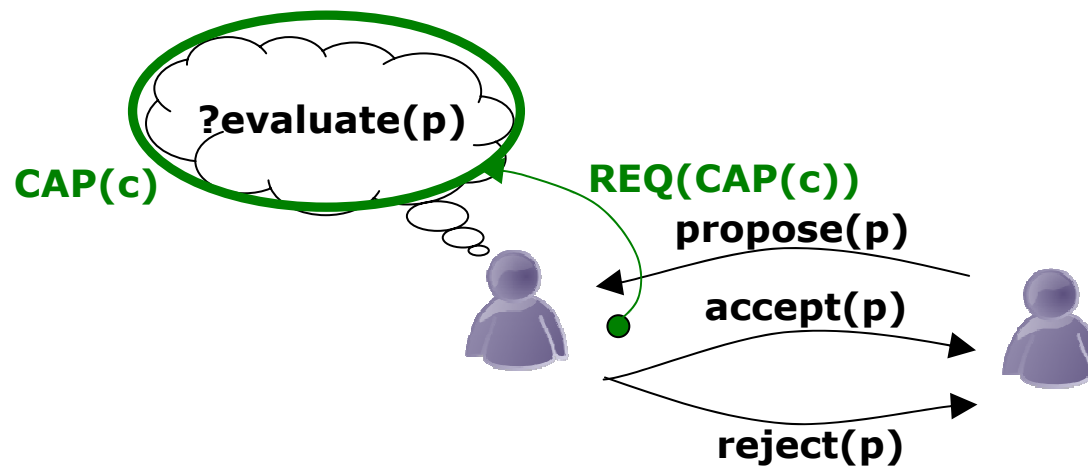 ?evaluate(p)
CAP(c)
REQ(CAP(c))
propose(p)
accept(p)
reject(p)